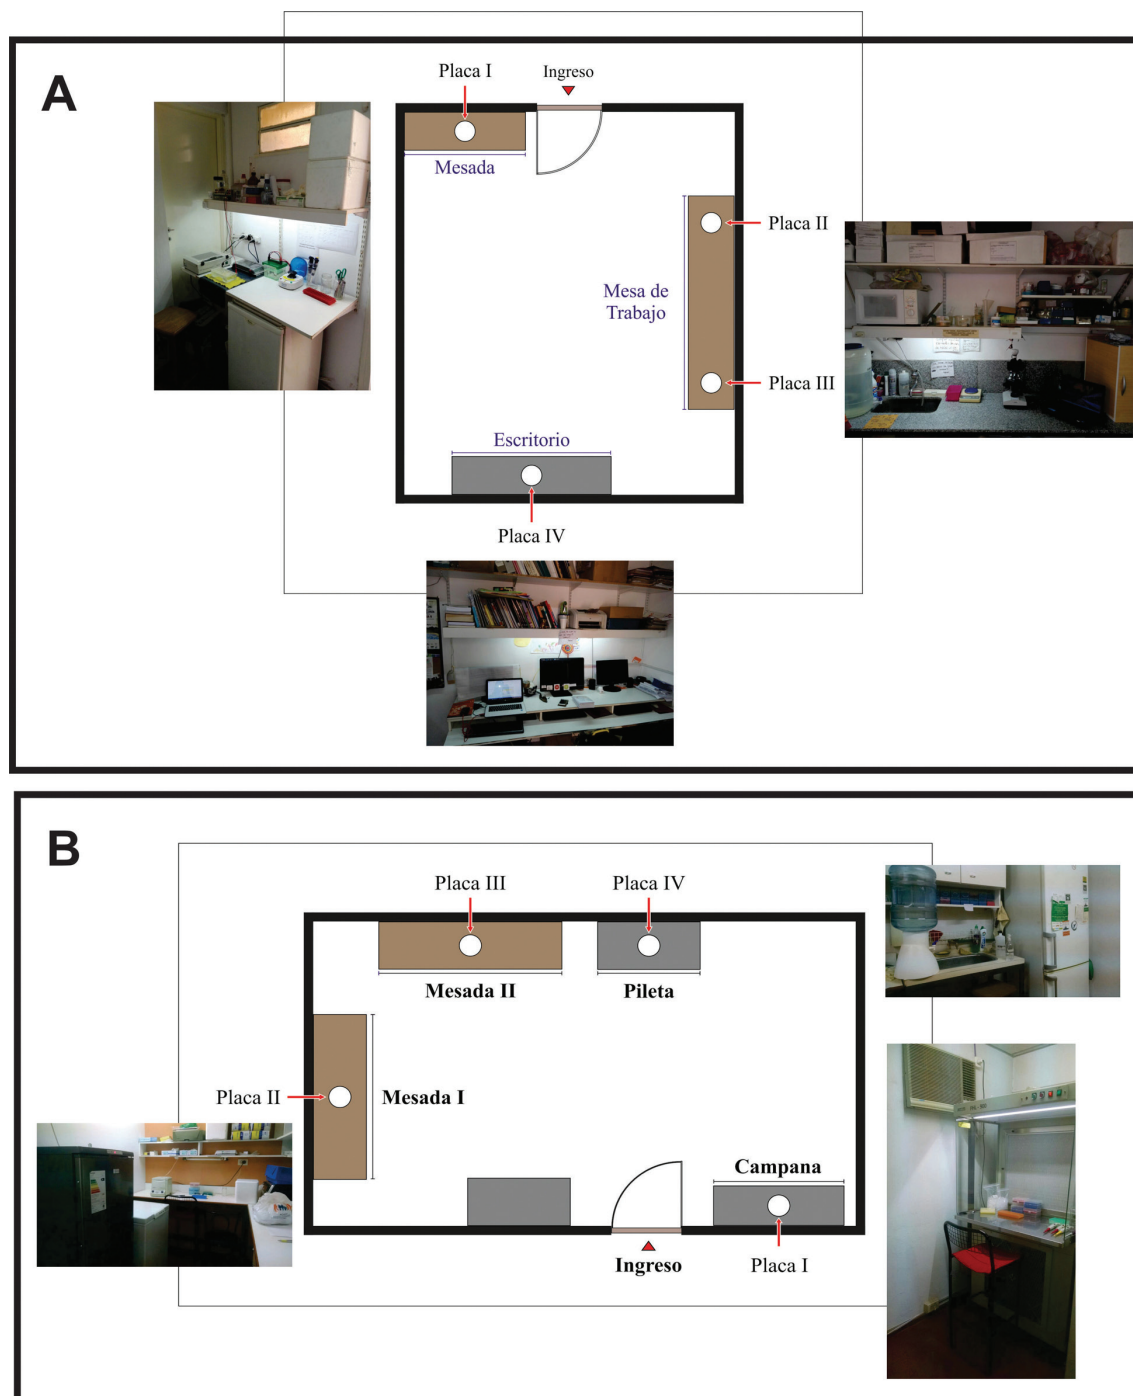 A
Placa I
Ingreso
Mesada
Placa II
Mesa de
Trabajo
Placa III
Escritorio
Placa IV
B
Placa III
Placa IV
Mesada II
Pileta
Placa II
Mesada I
Campana
Ingreso
Placa I